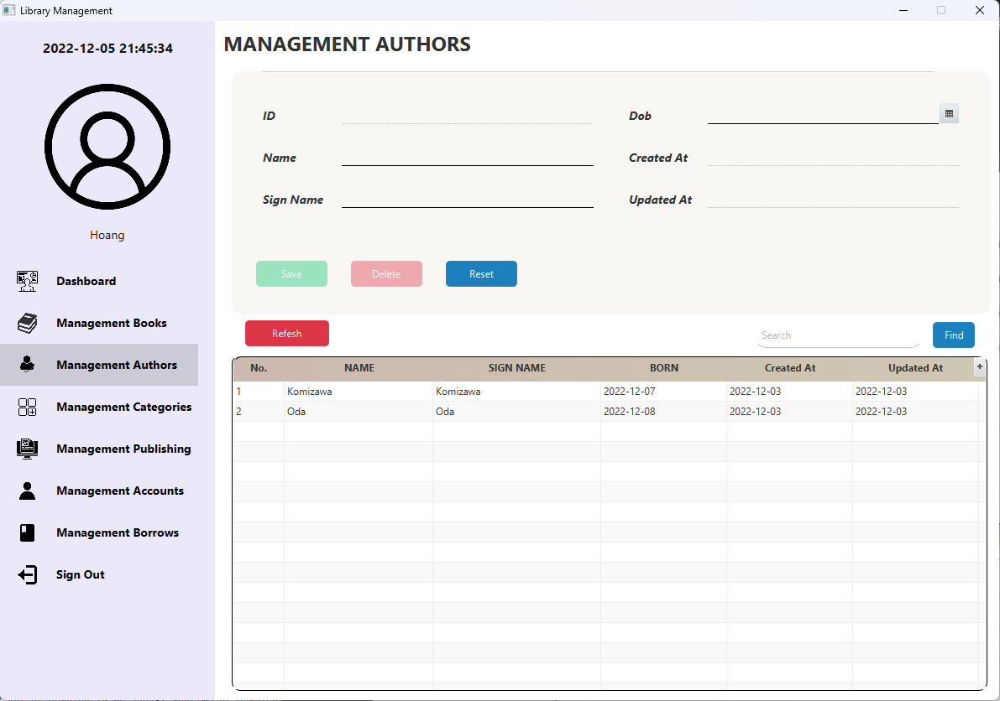 Library Management
2022-12-05 21:45:34
Hoang
Dashboard
Management Books
Management Authors
Management Categories
Management Publishing
Management Accounts
Management Borrows
Sign Out
MANAGEMENT AUTHORS
ID
Dob
Name
Created At
Sign Name
Updated At
Save Delete Reset
Refesh
Search Find
No. NAME SIGN NAME BORN Created At Updated At +
1 Komizawa Komizawa 2022-12-07 2022-12-03 2022-12-03
2 Oda Oda 2022-12-08 2022-12-03 2022-12-03